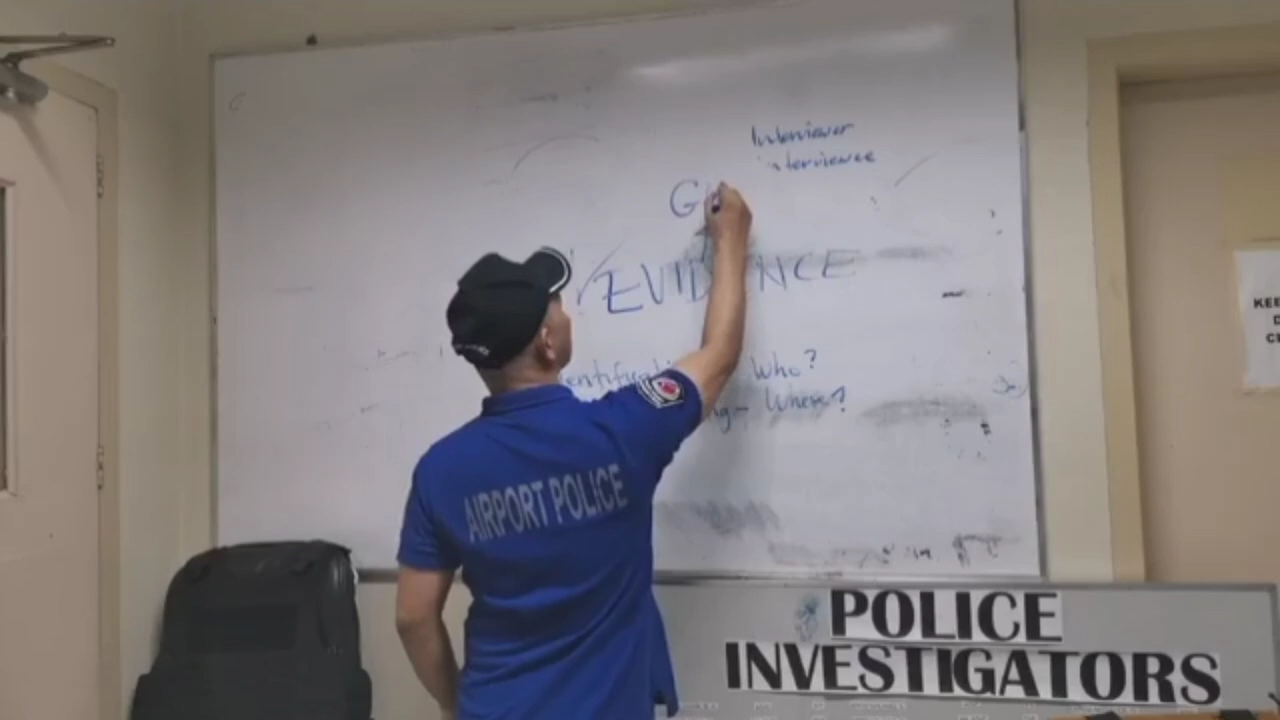 Interviewer
interviewee
G
EVIDENCE
Who?
Where?
AIRPORT POLICE
POLICE
INVESTIGATORS